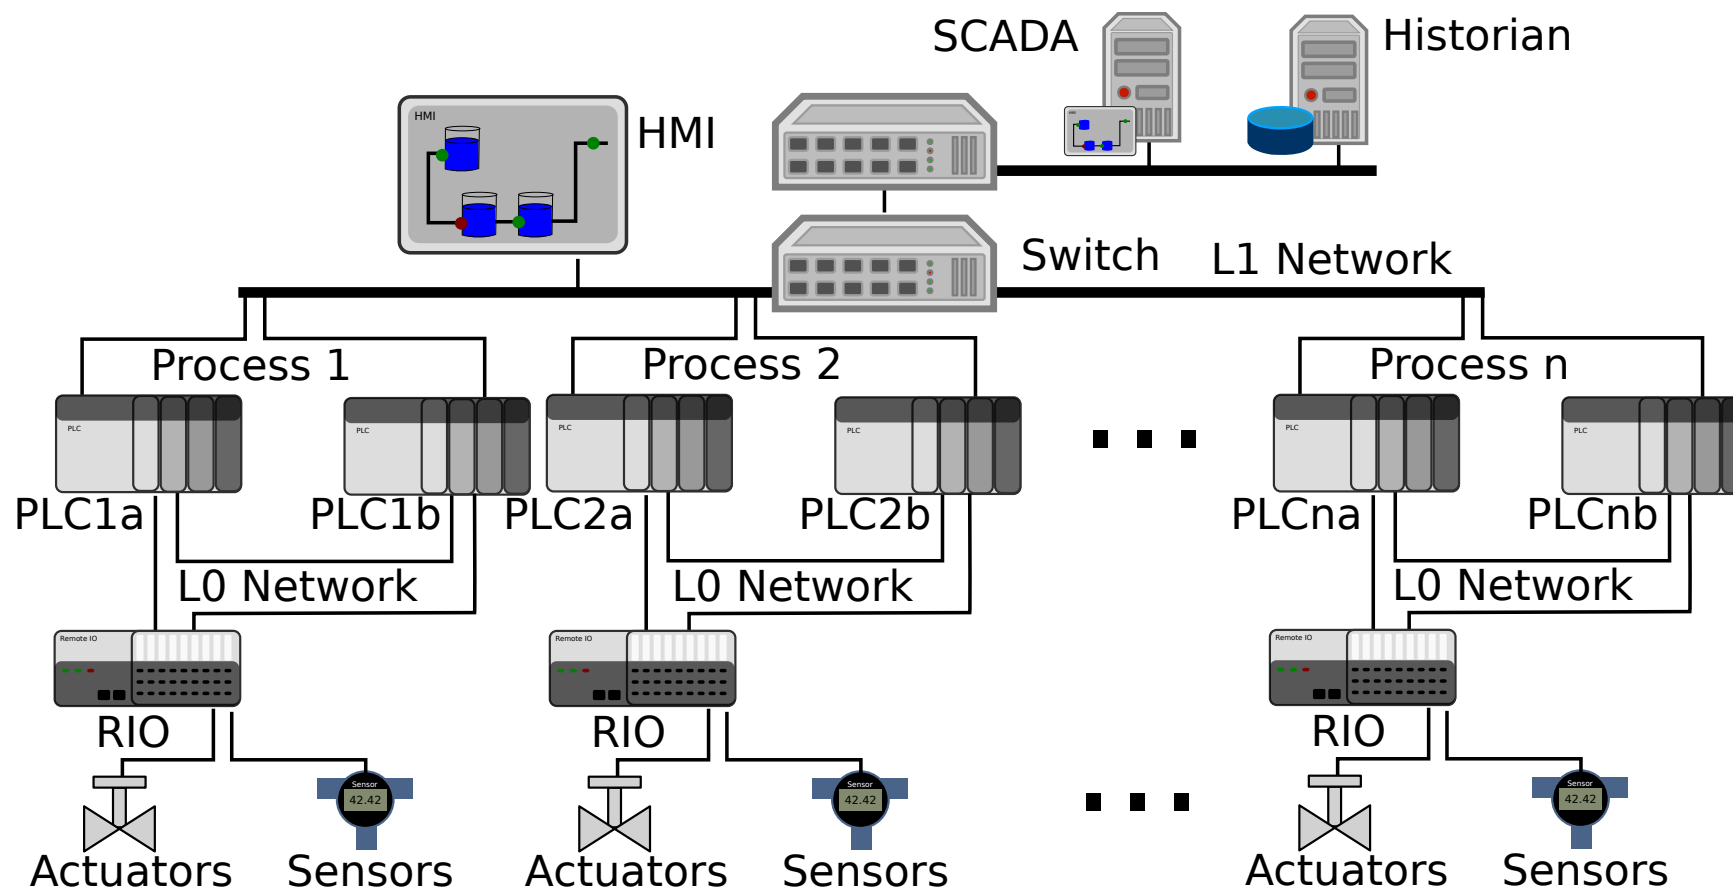 SCADA
Historian
HMI
HMI
HMI
Switch
L1 Network
Process 1
Process 2
Process n
PLC
PLC
PLC
PLC
PLC
PLC
PLC1a
PLC1b
PLC2a
PLC2b
PLCna
PLCnb
L0 Network
L0 Network
L0 Network
Remote IO
Remote IO
Remote IO
RIO
RIO
RIO
Sensor
42.42
Sensor
42.42
Sensor
42.42
Actuators
Sensors
Actuators
Sensors
Actuators
Sensors